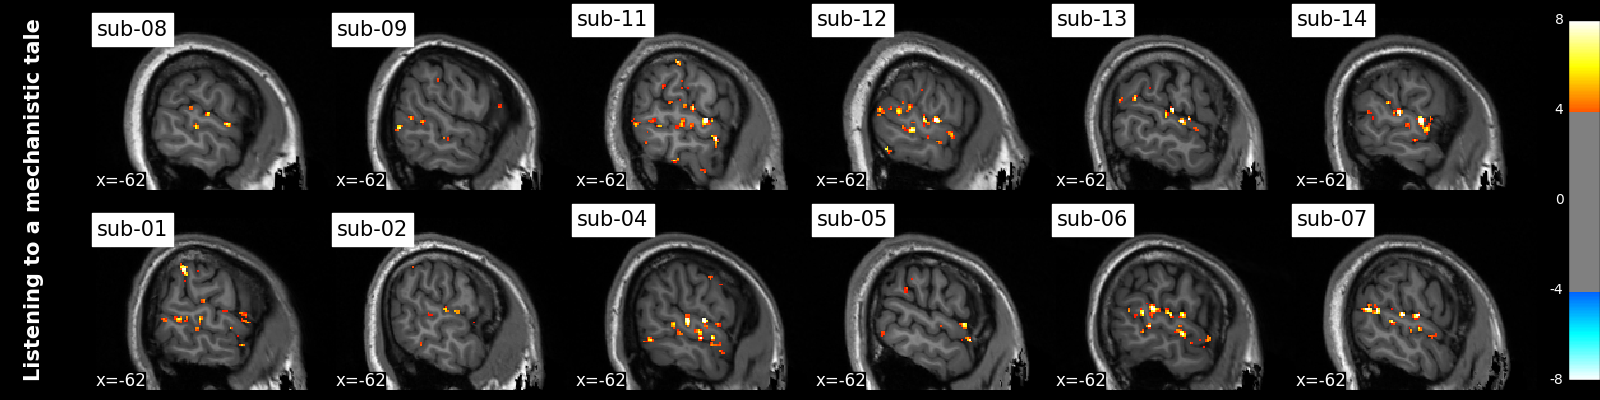 Listening to a mechanistic tale
sub-08 sub-09 sub-11 sub-12 sub-13 sub-14
x=-62 x=-62 x=-62 x=-62 x=-62 x=-62
sub-01 sub-02 sub-04 sub-05 sub-06 sub-07
x=-62 x=-62 x=-62 x=-62 x=-62 x=-62
8
4
0
-4
-8